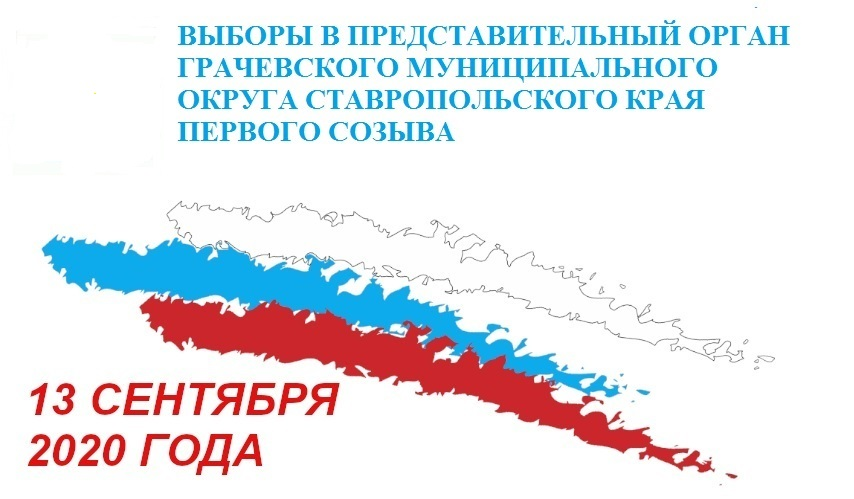 ВЫБОРЫ В ПРЕДСТАВИТЕЛЬНЫЙ ОРГАН
ГРАЧЕВСКОГО МУНИЦИПАЛЬНОГО
ОКРУГА СТАВРОПОЛЬСКОГО КРАЯ
ПЕРВОГО СОЗЫВА
13 СЕНТЯБРЯ
2020 ГОДА